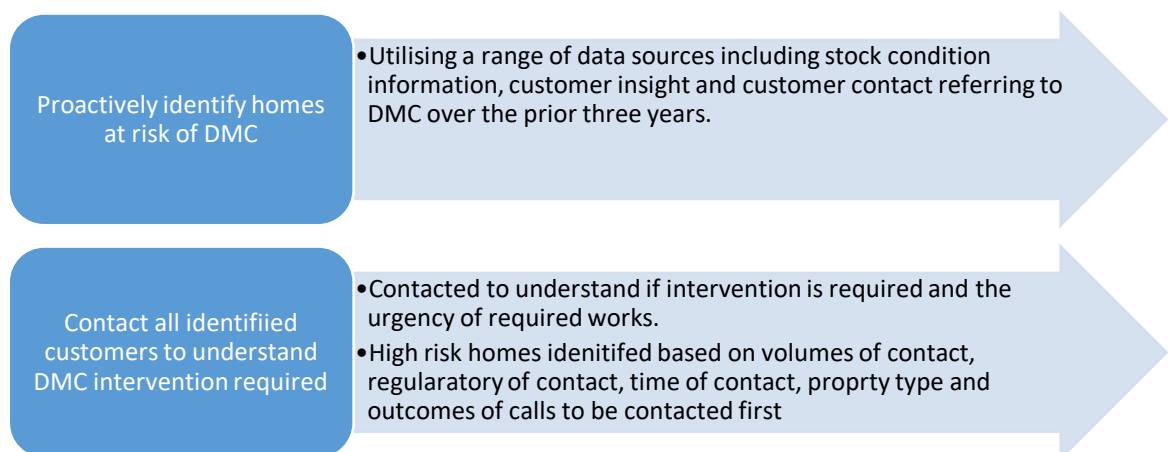 Proactively identify homes
at risk of DMC
•Utilising a range of data sources including stock condition
information, customer insight and customer contact referring to
DMC over the prior three years.
Contact all identifiied
customers to understand
DMC intervention required
•Contacted to understand if intervention is required and the
urgency of required works.
•High risk homes idenitifed based on volumes of contact,
regularatory of contact, time of contact, proprty type and
outcomes of calls to be contacted first